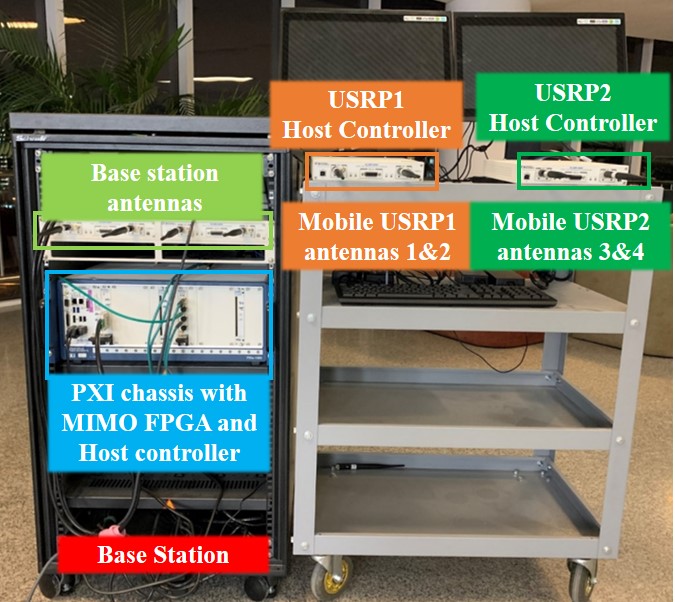 USRP1
Host Controller
USRP2
Host Controller
Base station
antennas
Mobile USRP1
antennas 1&2
Mobile USRP2
antennas 3&4
PXI chassis with
MIMO FPGA and
Host controller
Base Station